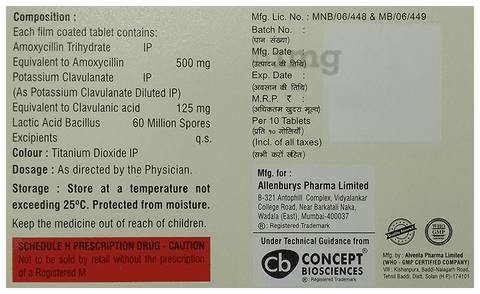 Composition :
Each film coated tablet contains:
Amoxycillin Trihydrate IP
Equivalent to Amoxycillin 500 mg
Potassium Clavulanate IP
(As Potassium Clavulanate Diluted IP)
Equivalent to Clavulanic acid 125 mg
Lactic Acid Bacillus 60 Million Spores
Excipients q.s.
Colour : Titanium Dioxide IP
Dosage : As directed by the Physician.
Storage : Store at a temperature not
exceeding 25ºC. Protected from moisture.
Keep the medicine out of reach of children.
SCHEDULE H PRESCRIPTION DRUG - CAUTION
Not to be sold by retail without the prescription
of a Registered M
Mfg. Lic. No. : MNB/06/448 & MB/06/449
Batch No. :
(पान संख्या)
Mfg. Date :
(उत्पादन की तिथि)
Exp. Date :
(अवसान की तिथि)
M.R.P. ₹ :
(अधिकतम खुदरा मूल्य)
Per 10 Tablets
(प्रति १० गोलियाँ)
(Incl. of all taxes)
(सभी करों सहित)
mg
Mfg. for :
Allenburys Pharma Limited
B-321 Antophill Complex, Vidyalankar
College Road, Near Barkatali Naka,
Wadala (East), Mumbai-400037
® : Registered Trademark
Under Technical Guidance from
cb CONCEPT
BIOSCIENCES
® : Registered Trademark
WHO
GMP
Mfg. by : Alventa Pharma Limited
(WHO - GMP CERTIFIED COMPANY)
Vill : Kishanpura, Baddi-Nalagarh Road,
Tehsil Baddi, Distt. Solan (H.P.)-174101